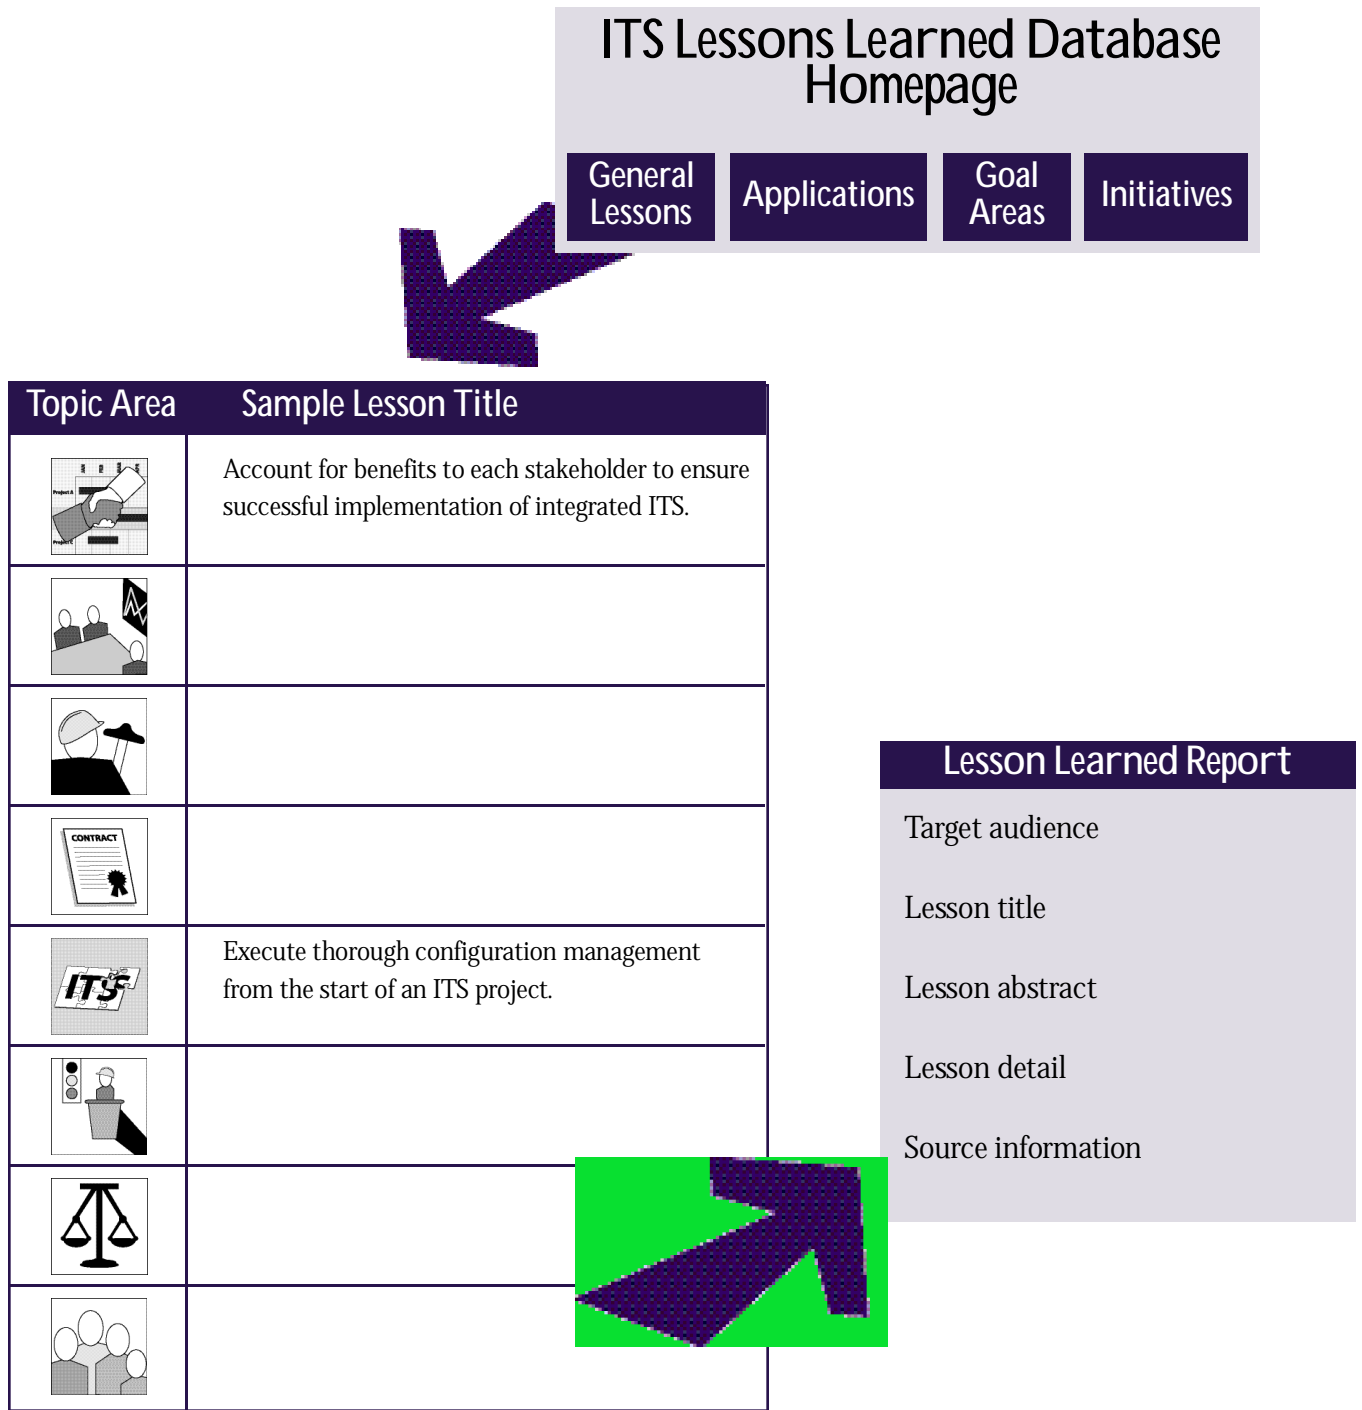 ITS Lessons Learned Database
Homepage
General
Lessons
Applications
Goal
Areas
Initiatives
Topic Area
Sample Lesson Title
Project A
Project C
Account for benefits to each stakeholder to ensure
successful implementation of integrated ITS.
CONTRACT
ITS
Execute thorough configuration management
from the start of an ITS project.
Lesson Learned Report
Target audience
Lesson title
Lesson abstract
Lesson detail
Source information